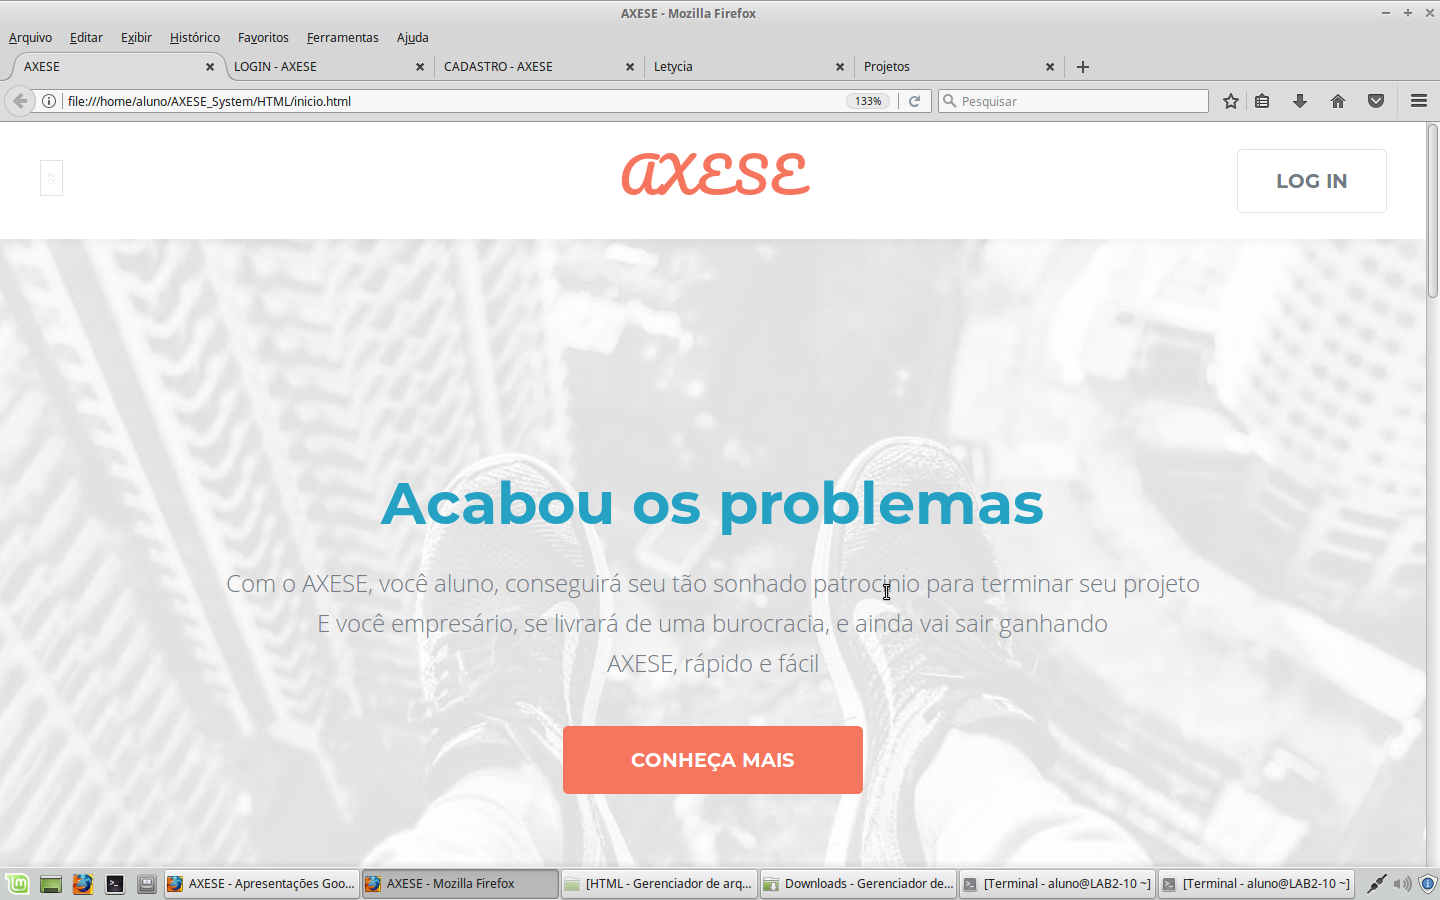 AXESE - Mozilla Firefox
Arquivo Editar Exibir Histórico Favoritos Ferramentas Ajuda
AXESE LOGIN - AXESE CADASTRO - AXESE Letycia Projetos
file:///home/aluno/AXESE_System/HTML/inicio.html 133% Pesquisar
AXESE
LOG IN
Acabou os problemas
Com o AXESE, você aluno, conseguirá seu tão sonhado patrocinio para terminar seu projeto
E você empresário, se livrará de uma burocracia, e ainda vai sair ganhando
AXESE, rápido e fácil
CONHEÇA MAIS
AXESE - Apresentações Goo... AXESE - Mozilla Firefox [HTML - Gerenciador de arq... Downloads - Gerenciador de... [Terminal - aluno@LAB2-10 ~] [Terminal - aluno@LAB2-10 ~]